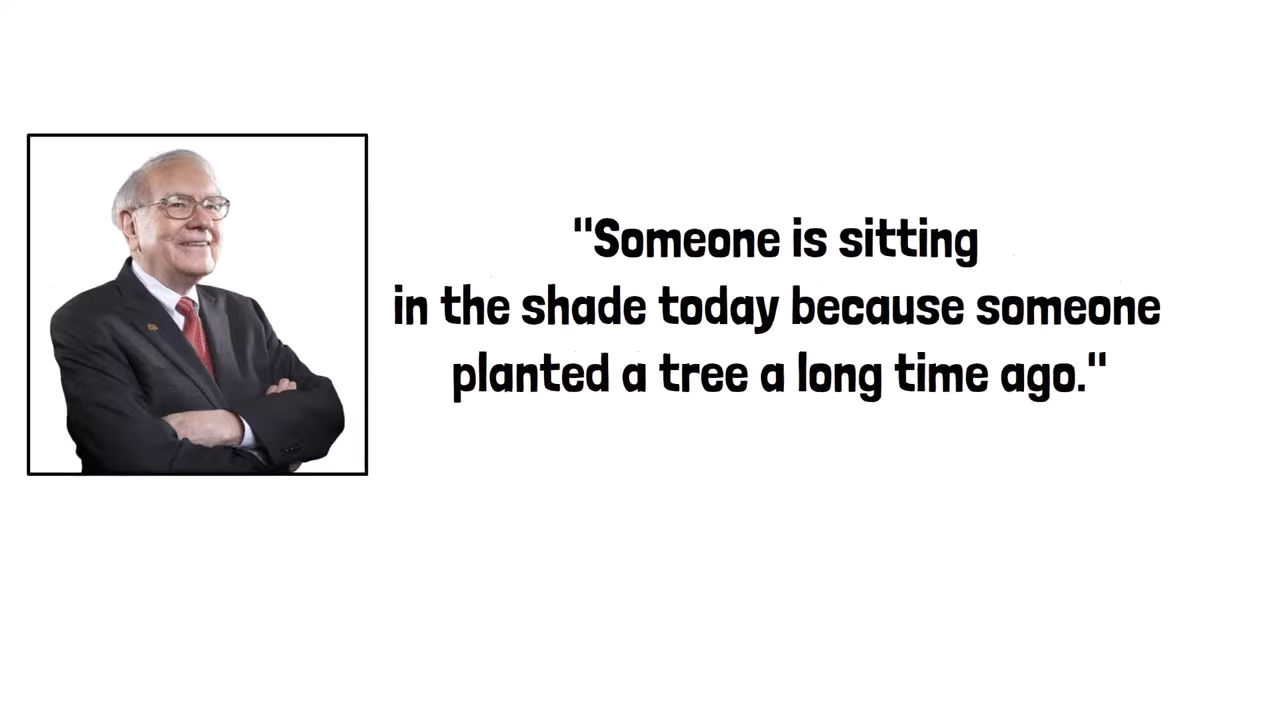 "Someone is sitting
in the shade today because someone
planted a tree a long time ago."